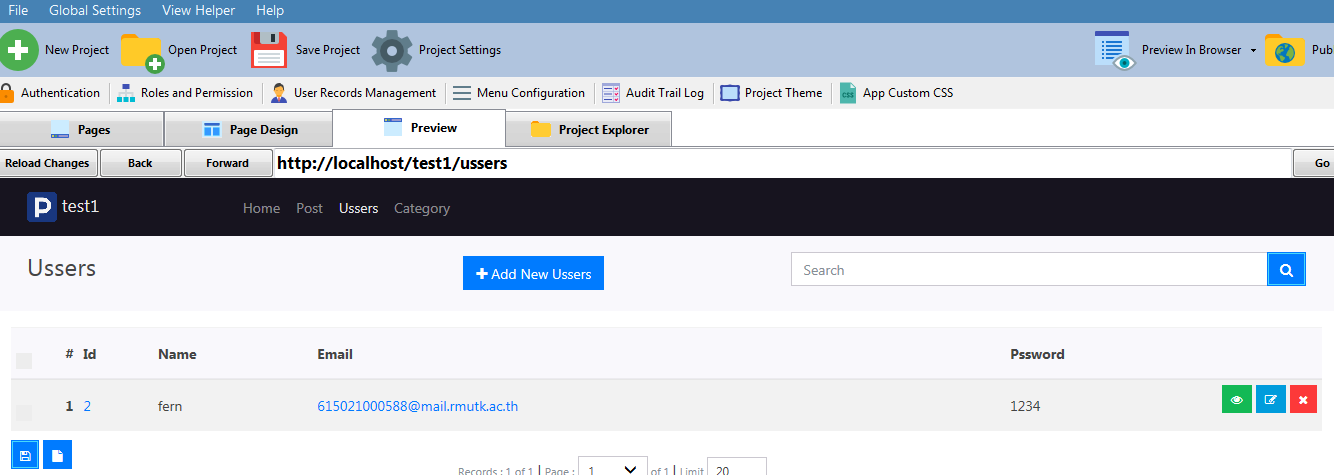 File Global Settings View Helper Help
New Project Open Project Save Project Project Settings Preview In Browser Pub
Authentication Roles and Permission User Records Management Menu Configuration Audit Trail Log Project Theme App Custom CSS
Pages Page Design Preview Project Explorer
Reload Changes Back Forward http://localhost/test1/ussers Go
P test1 Home Post Ussers Category
Ussers Add New Ussers Search
# Id Name Email Pssword
1 2 fern 615021000588@mail.rmutk.ac.th 1234
Records : 1 of 1 | Page : 1 of 1 | Limit 20